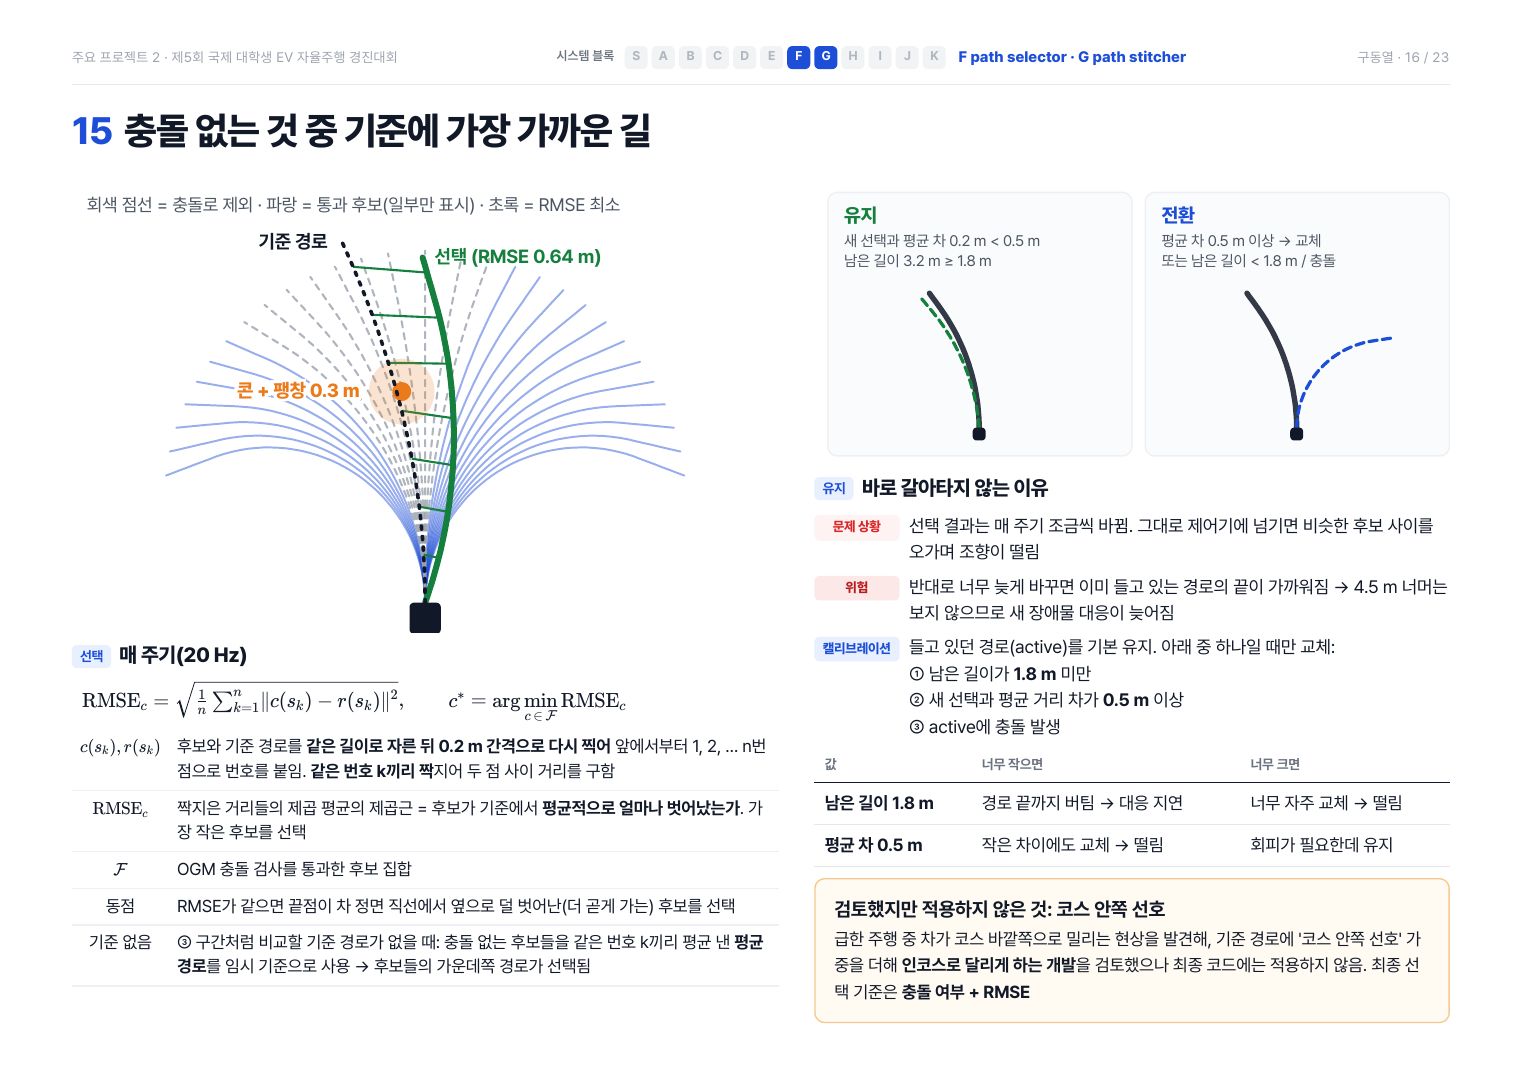 주요 프로젝트 2 · 제5회 국제 대학생 EV 자율주행 경진대회
시스템 블록 S A B C D E F G H I J K F path selector · G path stitcher
구동열 · 16 / 23
15 충돌 없는 것 중 기준에 가장 가까운 길
회색 점선 = 충돌로 제외 · 파랑 = 통과 후보(일부만 표시) · 초록 = RMSE 최소
기준 경로
선택 (RMSE 0.64 m)
콘 + 팽창 0.3 m
선택 매 주기(20 Hz)
RMSE_c = √(1/n ∑_{k=1}^{n} ‖c(s_k) − r(s_k)‖²), c* = arg min_{c∈ℱ} RMSE_c
c(s_k), r(s_k) 후보와 기준 경로를 같은 길이로 자른 뒤 0.2 m 간격으로 다시 찍어 앞에서부터 1, 2, ... n번
점으로 번호를 붙임. 같은 번호 k끼리 짝지어 두 점 사이 거리를 구함
RMSE_c 짝지은 거리들의 제곱 평균의 제곱근 = 후보가 기준에서 평균적으로 얼마나 벗어났는가. 가
장 작은 후보를 선택
ℱ OGM 충돌 검사를 통과한 후보 집합
동점 RMSE가 같으면 끝점이 차 정면 직선에서 옆으로 덜 벗어난(더 곧게 가는) 후보를 선택
기준 없음 ③ 구간처럼 비교할 기준 경로가 없을 때: 충돌 없는 후보들을 같은 번호 k끼리 평균 낸 평균
경로를 임시 기준으로 사용 → 후보들의 가운데쪽 경로가 선택됨
유지
새 선택과 평균 차 0.2 m < 0.5 m
남은 길이 3.2 m ≥ 1.8 m
전환
평균 차 0.5 m 이상 → 교체
또는 남은 길이 < 1.8 m / 충돌
유지 바로 갈아타지 않는 이유
문제 상황 선택 결과는 매 주기 조금씩 바뀜. 그대로 제어기에 넘기면 비슷한 후보 사이를
오가며 조향이 떨림
위험 반대로 너무 늦게 바꾸면 이미 들고 있는 경로의 끝이 가까워짐 → 4.5 m 너머는
보지 않으므로 새 장애물 대응이 늦어짐
캘리브레이션 들고 있던 경로(active)를 기본 유지. 아래 중 하나일 때만 교체:
① 남은 길이가 1.8 m 미만
② 새 선택과 평균 거리 차가 0.5 m 이상
③ active에 충돌 발생
값 너무 작으면 너무 크면
남은 길이 1.8 m 경로 끝까지 버팀 → 대응 지연 너무 자주 교체 → 떨림
평균 차 0.5 m 작은 차이에도 교체 → 떨림 회피가 필요한데 유지
검토했지만 적용하지 않은 것: 코스 안쪽 선호
급한 주행 중 차가 코스 바깥쪽으로 밀리는 현상을 발견해, 기준 경로에 '코스 안쪽 선호' 가
중을 더해 인코스로 달리게 하는 개발을 검토했으나 최종 코드에는 적용하지 않음. 최종 선
택 기준은 충돌 여부 + RMSE